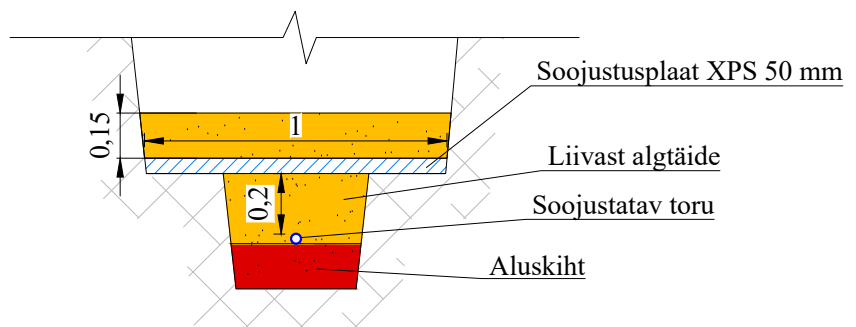 Soojustusplaat XPS 50 mm
0,15
1
Liivast algtäide
0,2
Soojustatav toru
Aluskiht